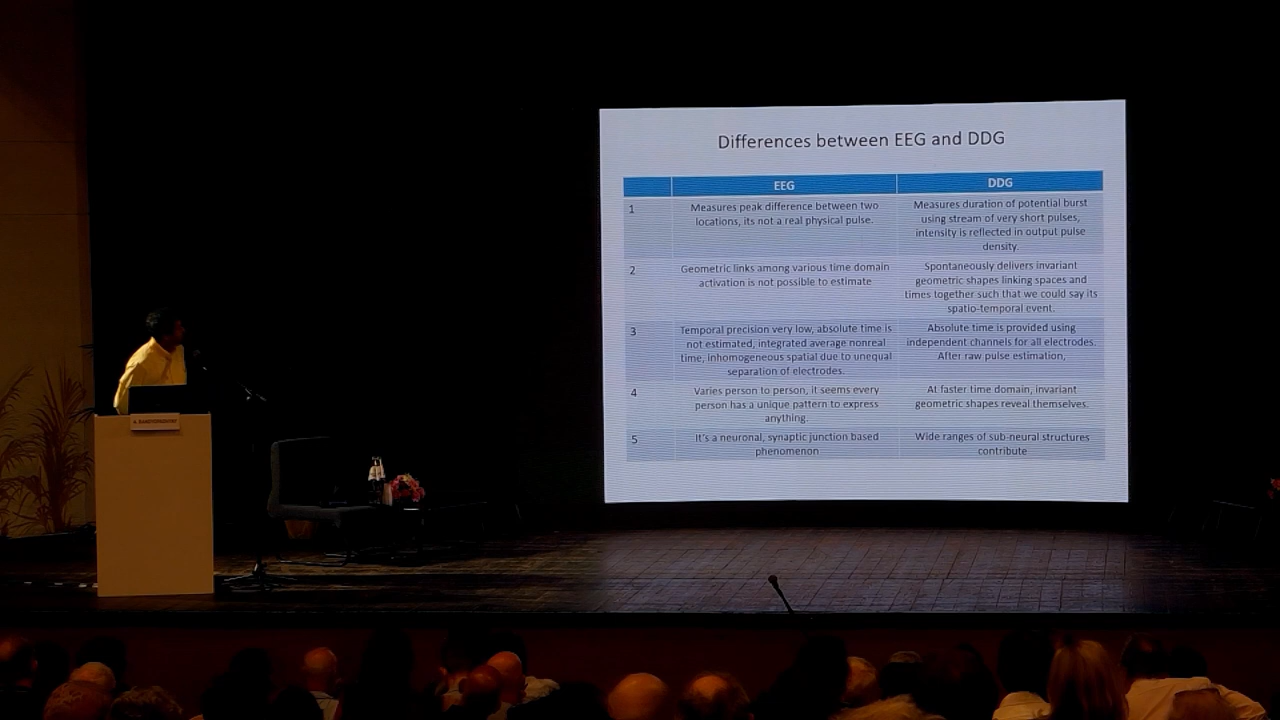 Differences between EEG and DDG
EEG
DDG
1
Measures peak difference between two
locations, its not a real physical pulse.
Measures duration of potential burst
using stream of very short pulses,
intensity is reflected in output pulse
density.
2
Geometric links among various time domain
activation is not possible to estimate
Spontaneously delivers invariant
geometric shapes linking spaces and
times together such that we could say its
spatio-temporal event.
3
Temporal precision very low, absolute time is
not estimated, integrated average nonreal
time, inhomogeneous spatial due to unequal
separation of electrodes.
Absolute time is provided using
independent channels for all electrodes.
After raw pulse estimation,
4
Varies person to person, it seems every
person has a unique pattern to express
anything.
At faster time domain, invariant
geometric shapes reveal themselves.
5
It's a neuronal, synaptic junction based
phenomenon
Wide ranges of sub-neural structures
contribute